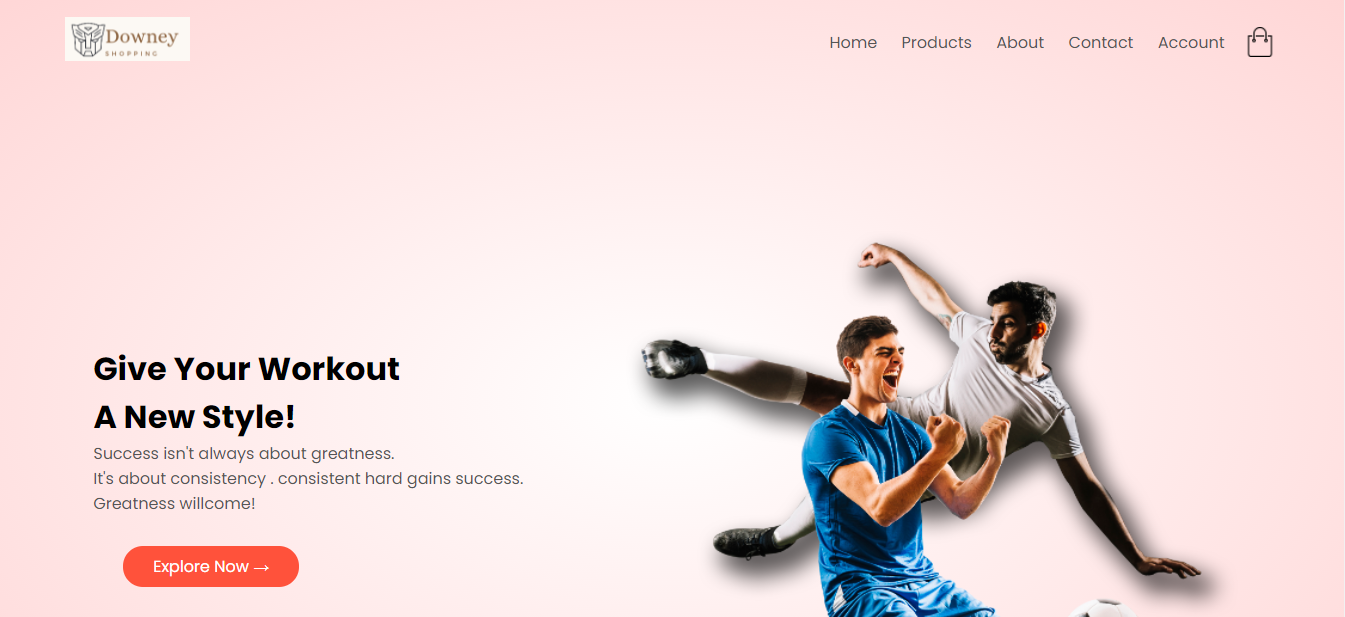 Downey
SHOPPING
Home Products About Contact Account
Give Your Workout
A New Style!
Success isn't always about greatness.
It's about consistency . consistent hard gains success.
Greatness willcome!
Explore Now →